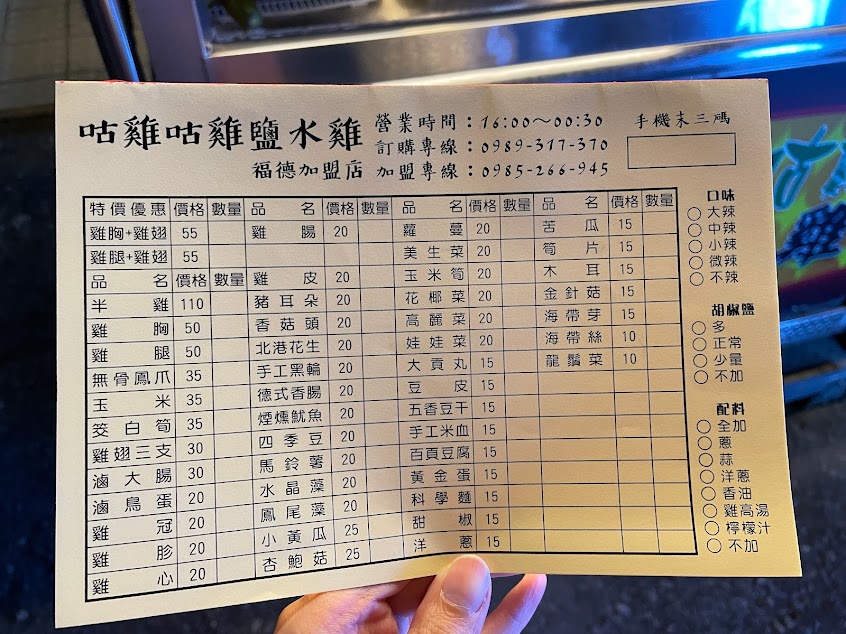 咕雞咕雞鹽水雞
福德加盟店
營業時間：16:00～00:30
訂購專線：0989-317-370
加盟專線：0985-266-945
手機末三碼
特價優惠 價格 數量
雞胸+雞翅 55
雞腿+雞翅 55
品名 價格 數量
半雞 110
雞胸 50
雞腿 50
無骨鳳爪 35
玉米 35
筊白筍 35
雞翅三支 30
滷大腸 30
滷鳥蛋 20
雞冠 20
雞胗 20
雞心 20
品名 價格 數量
雞腸 20
雞皮 20
豬耳朵 20
香菇頭 20
北港花生 20
手工黑輪 20
德式香腸 20
煙燻魷魚 20
四季豆 20
馬鈴薯 20
水晶藻 20
鳳尾藻 20
小黃瓜 25
杏鮑菇 25
品名 價格 數量
蘿蔓 20
美生菜 20
玉米筍 20
花椰菜 20
高麗菜 20
娃娃菜 20
大貢丸 15
豆皮 15
五香豆干 15
手工米血 15
百頁豆腐 15
黃金蛋 15
科學麵 15
甜椒 15
洋蔥 15
品名 價格 數量
苦瓜 15
筍片 15
木耳 15
金針菇 15
海帶芽 15
海帶絲 10
龍鬚菜 10
口味
大辣
中辣
小辣
微辣
不辣
胡椒鹽
多
正常
少量
不加
配料
全加
蔥
蒜
洋蔥
香油
雞高湯
檸檬汁
不加